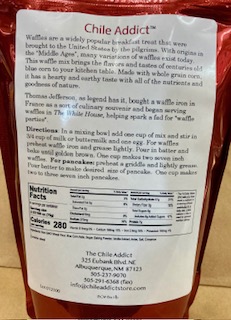 Chile Addict™
Waffles are a widely popular breakfast treat that were
brought to the United States by the pilgrims. With origins in
the "Middle Ages", many variations of waffles exist today.
This waffle mix brings the flavors and tastes of centuries old
blue corn to your kitchen table. Made with whole grain corn,
it has a hearty and earthy taste with all of the nutrients and
goodness of nature.
Thomas Jefferson, as legend has it, bought a waffle iron in
France as a sort of culinary souvenir and began serving
waffles in The White House, helping spark a fad for "waffle
parties".
Directions: In a mixing bowl add one cup of mix and stir in
3/4 cup of milk or buttermilk and one egg. For waffles
preheat waffle iron and grease lightly. Pour in batter and
bake until golden brown. One cup makes two seven inch
waffles. For pancakes: preheat a griddle and lightly grease.
Pour batter to make desired size of pancake. One cup makes
two to three seven inch pancakes.
Nutrition
Facts
Calories 280
The Chile Addict
325 Eubank Blvd. NE
Albuquerque, NM 87123
505-237-9070
505-291-6368 (fax)
info@chileaddictstore.com